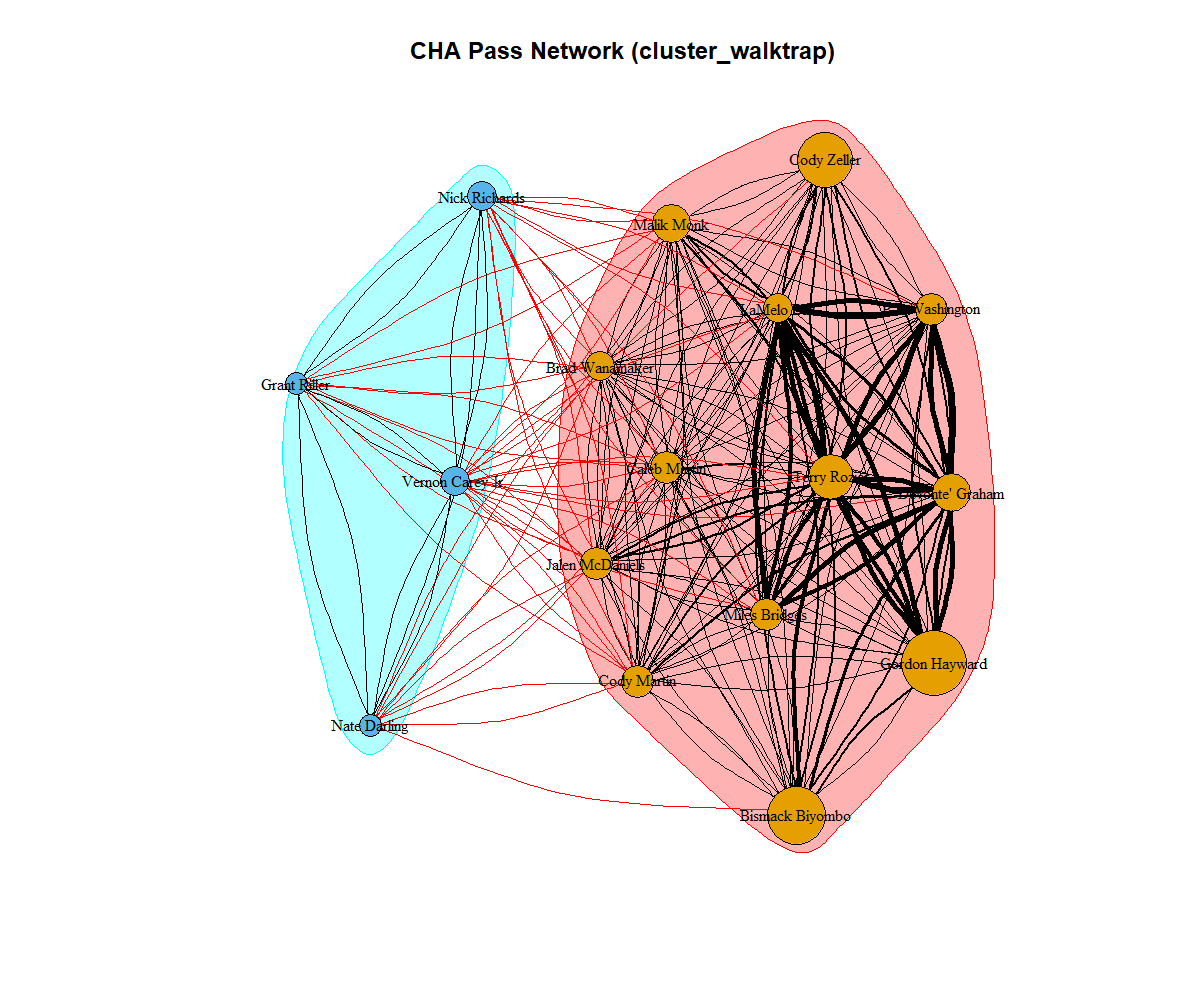 CHA Pass Network (cluster_walktrap)
Cody Zeller
Nick Richards
Malik Monk
LaMelo
Washington
Brad Wanamaker
Grant Riller
Caleb Martin
Terry Roz
Vernon Carey Jr.
Devonte' Graham
Jalen McDaniels
Miles Bridges
Gordon Hayward
Cody Martin
Nate Darling
Bismack Biyombo